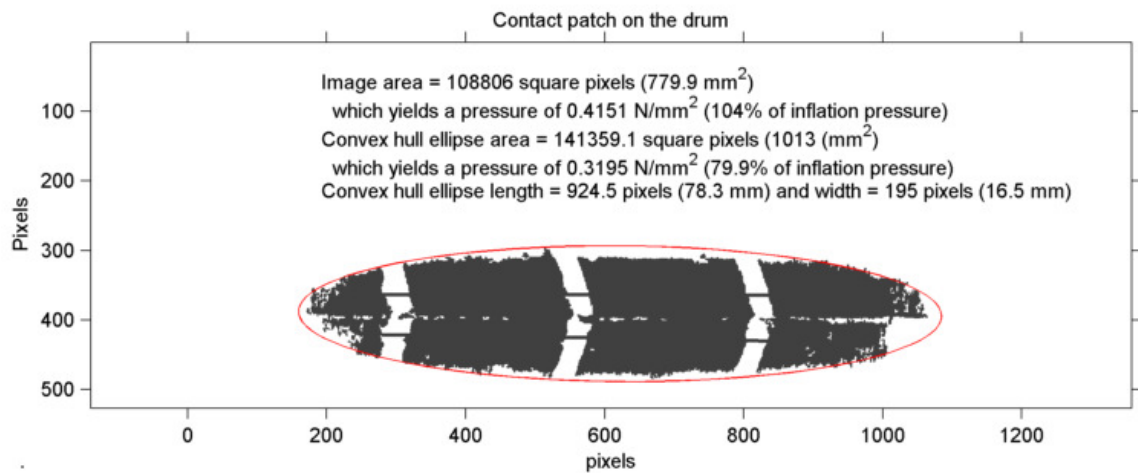 Contact patch on the drum
Image area = 108806 square pixels (779.9 mm²)
which yields a pressure of 0.4151 N/mm² (104% of inflation pressure)
Convex hull ellipse area = 141359.1 square pixels (1013 (mm²)
which yields a pressure of 0.3195 N/mm² (79.9% of inflation pressure)
Convex hull ellipse length = 924.5 pixels (78.3 mm) and width = 195 pixels (16.5 mm)
Pixels
100
200
300
400
500
0 200 400 600 800 1000 1200
pixels
.